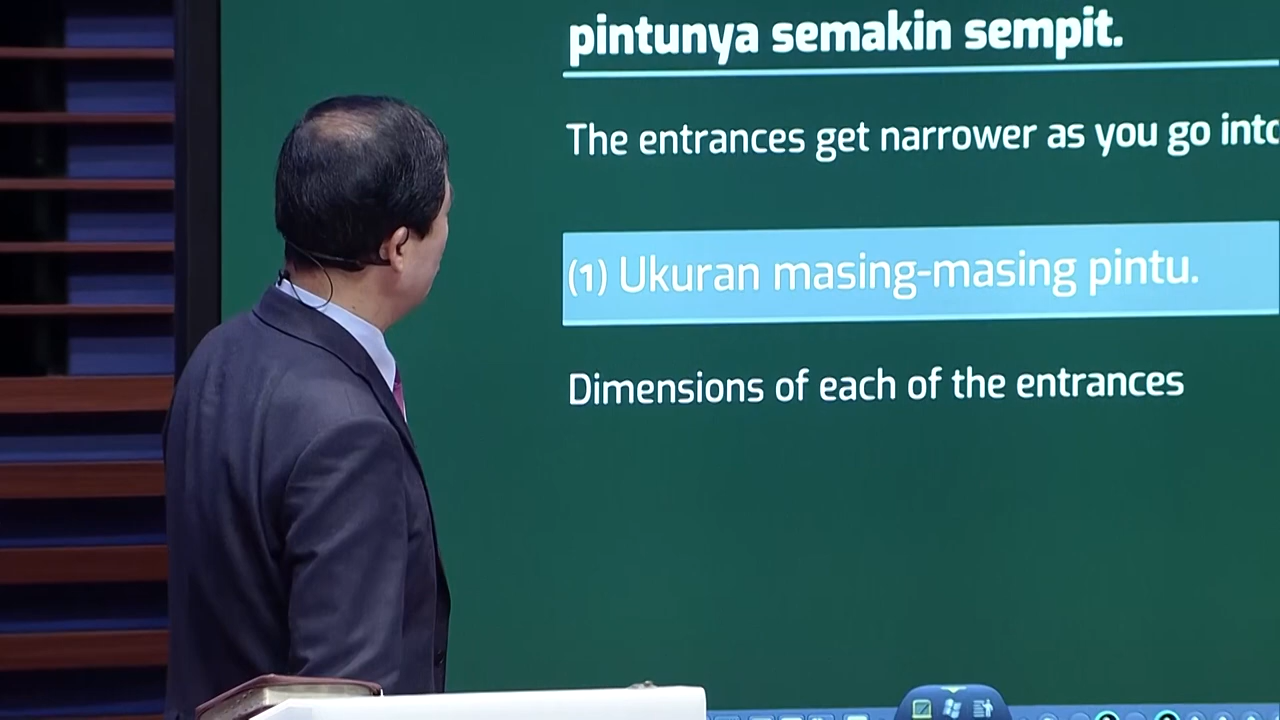 pintunya semakin sempit.
The entrances get narrower as you go into
(1) Ukuran masing-masing pintu.
Dimensions of each of the entrances